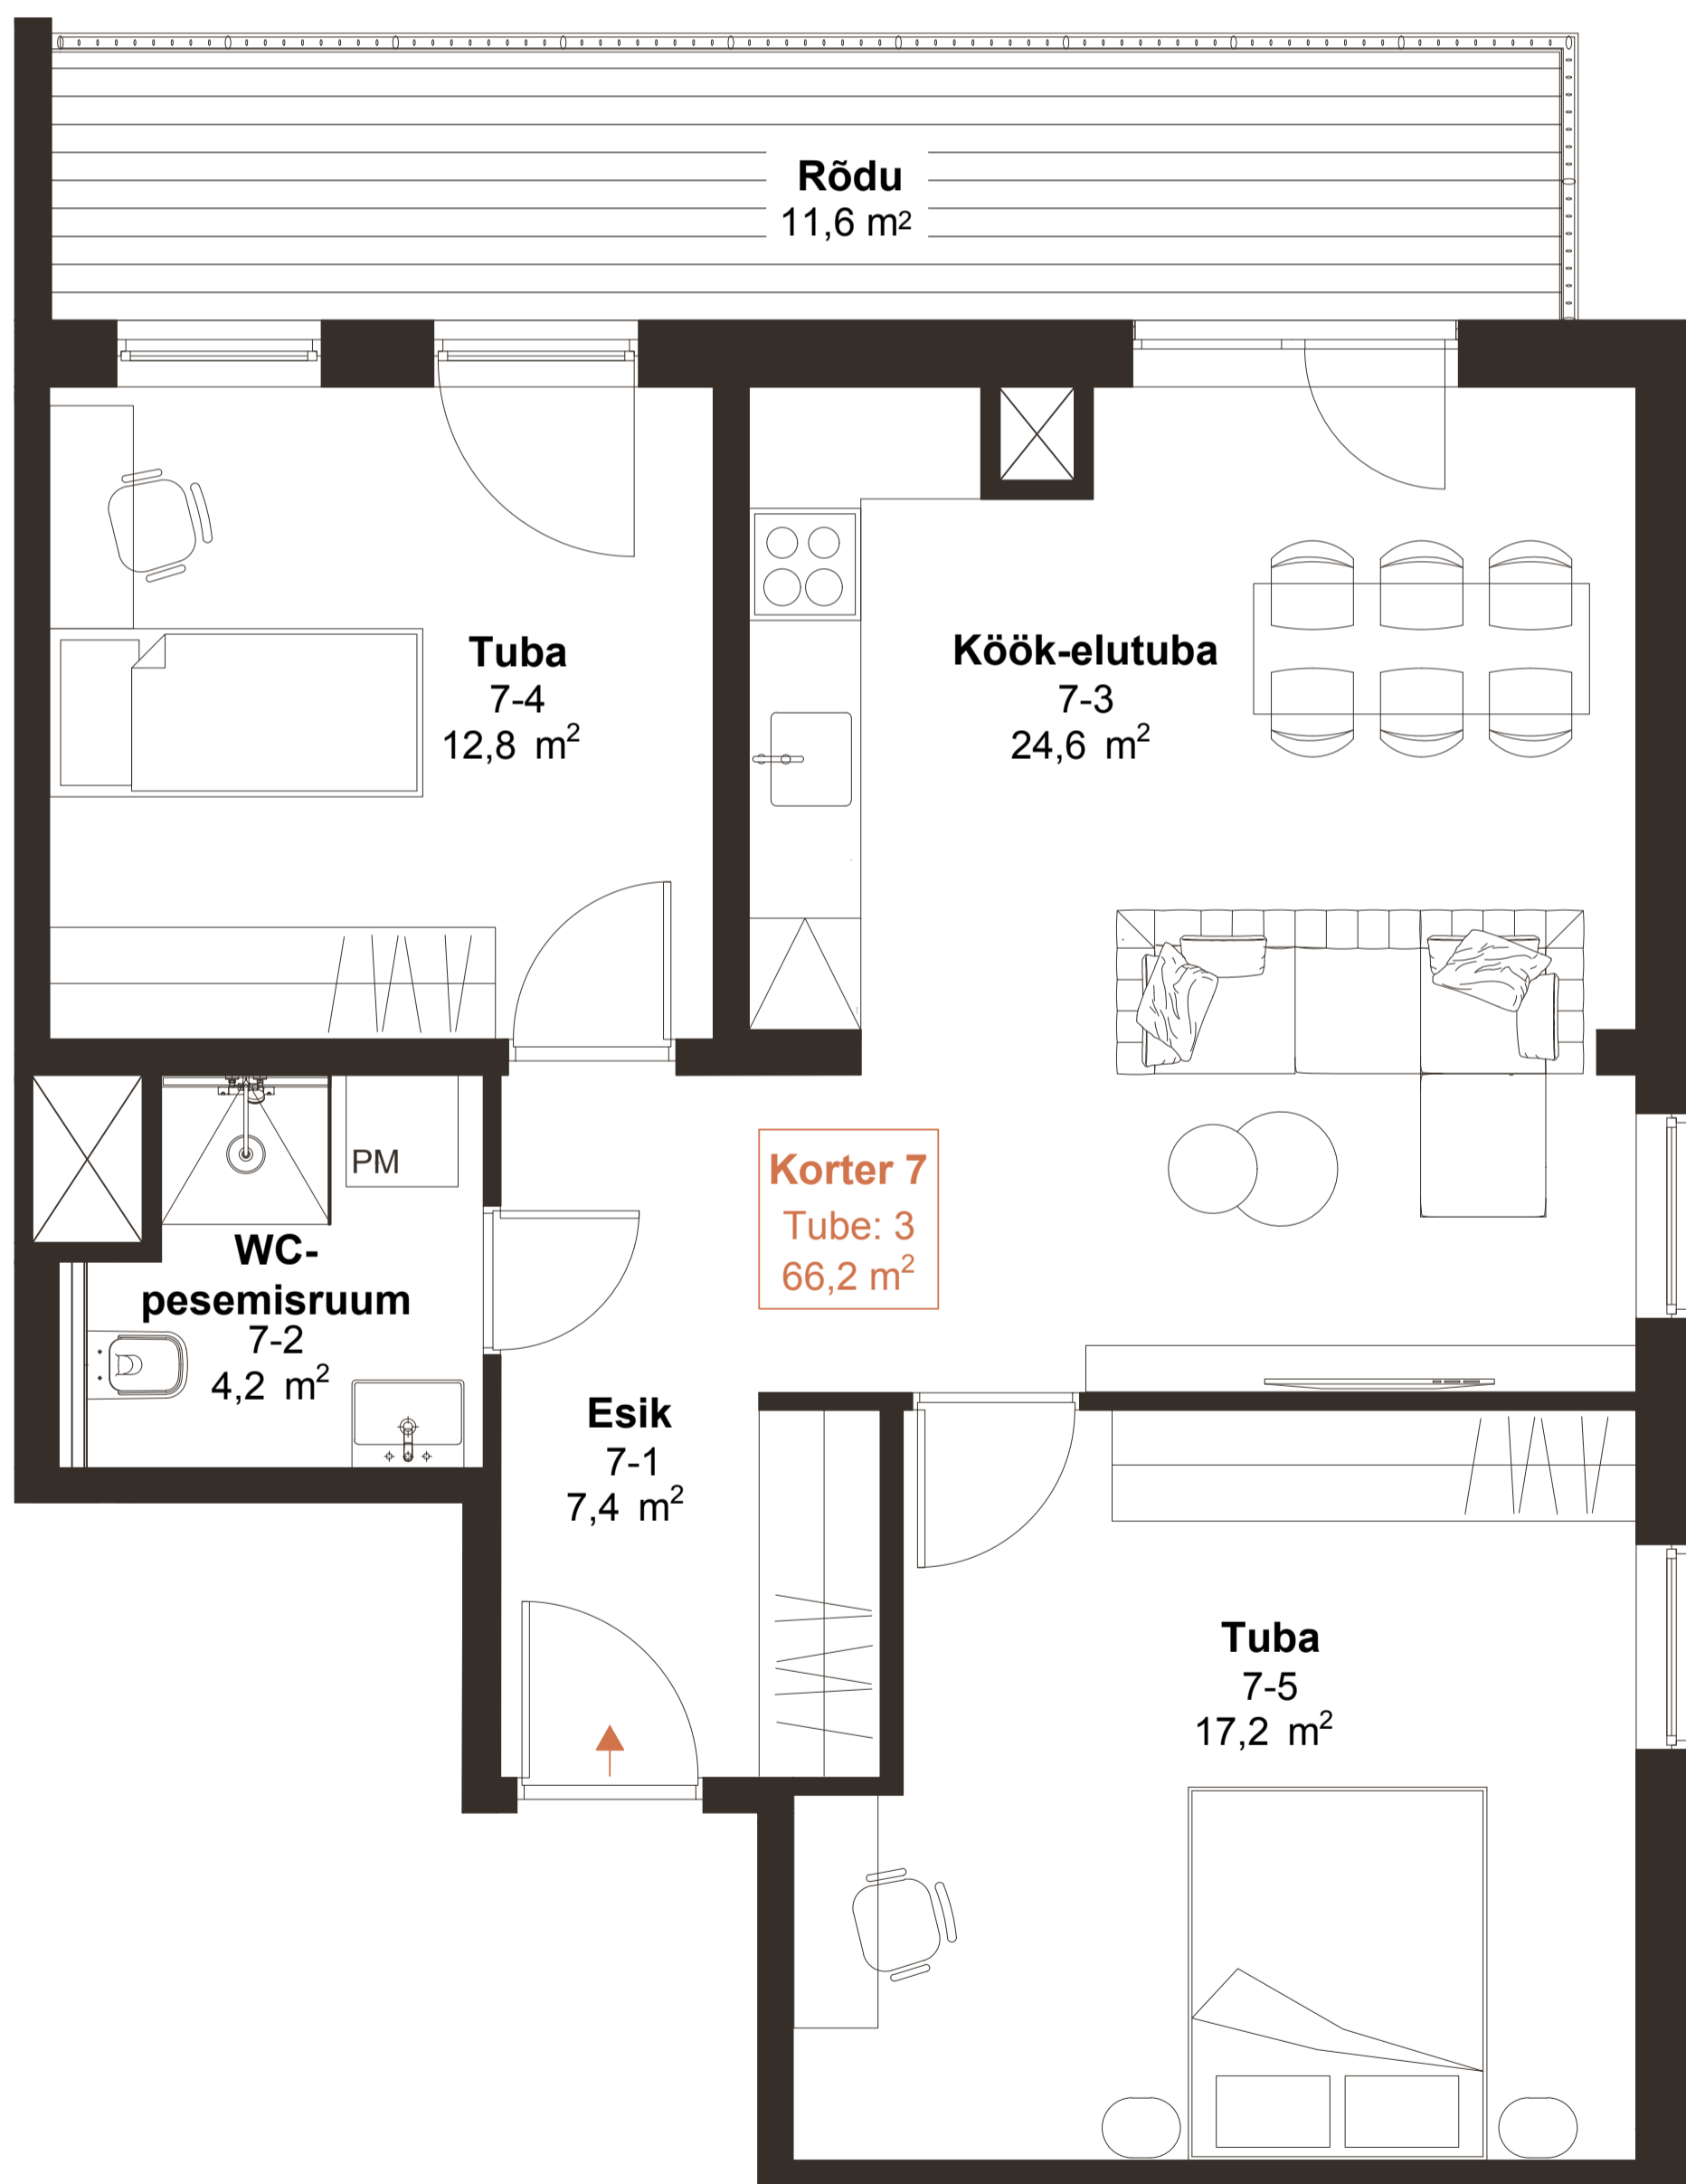 Rõdu
11,6 m²
Tuba
7-4
12,8 m²
Köök-elutuba
7-3
24,6 m²
PM
Korter 7
Tube: 3
66,2 m²
WC-
pesemisruum
7-2
4,2 m²
Esik
7-1
7,4 m²
Tuba
7-5
17,2 m²